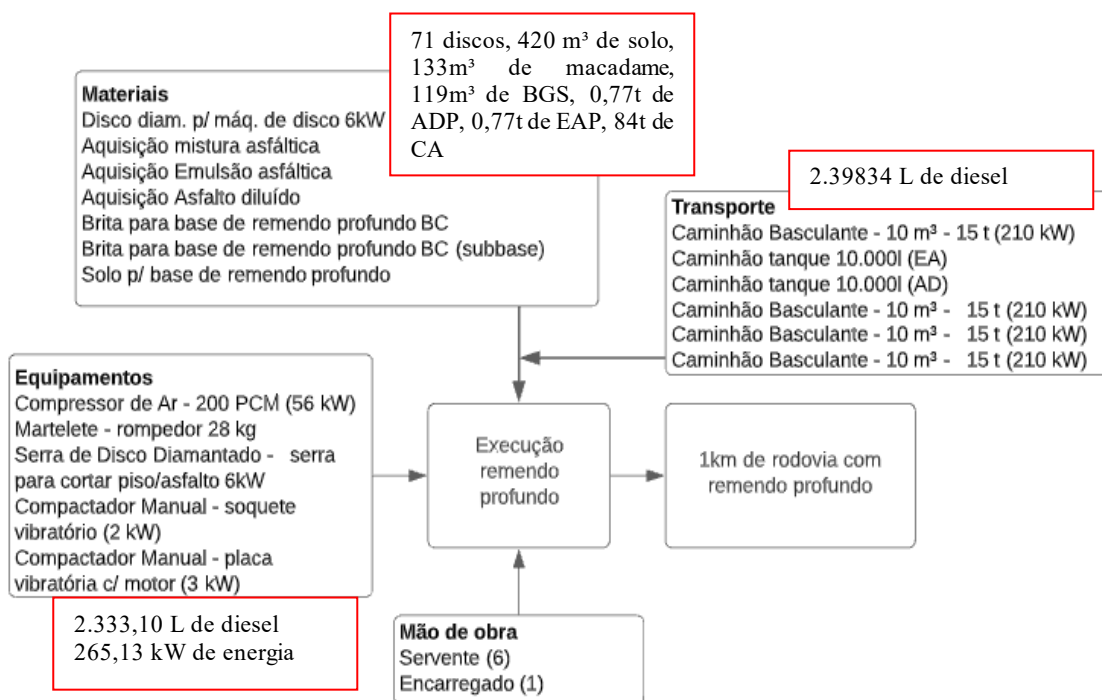 71 discos, 420 m³ de solo,
133m³ de macadame,
119m³ de BGS, 0,77t de
ADP, 0,77t de EAP, 84t de
CA
Materiais
Disco diam. p/ máq. de disco 6kW
Aquisição mistura asfáltica
Aquisição Emulsão asfáltica
Aquisição Asfalto diluído
Brita para base de remendo profundo BC
Brita para base de remendo profundo BC (subbase)
Solo p/ base de remendo profundo
2.39834 L de diesel
Transporte
Caminhão Basculante - 10 m³ - 15 t (210 kW)
Caminhão tanque 10.000l (EA)
Caminhão tanque 10.000l (AD)
Caminhão Basculante - 10 m³ - 15 t (210 kW)
Caminhão Basculante - 10 m³ - 15 t (210 kW)
Caminhão Basculante - 10 m³ - 15 t (210 kW)
Equipamentos
Compressor de Ar - 200 PCM (56 kW)
Martelete - rompedor 28 kg
Serra de Disco Diamantado - serra
para cortar piso/asfalto 6kW
Compactador Manual - soquete
vibratório (2 kW)
Compactador Manual - placa
vibratória c/ motor (3 kW)
2.333,10 L de diesel
265,13 kW de energia
Execução
remendo
profundo
1km de rodovia com
remendo profundo
Mão de obra
Servente (6)
Encarregado (1)